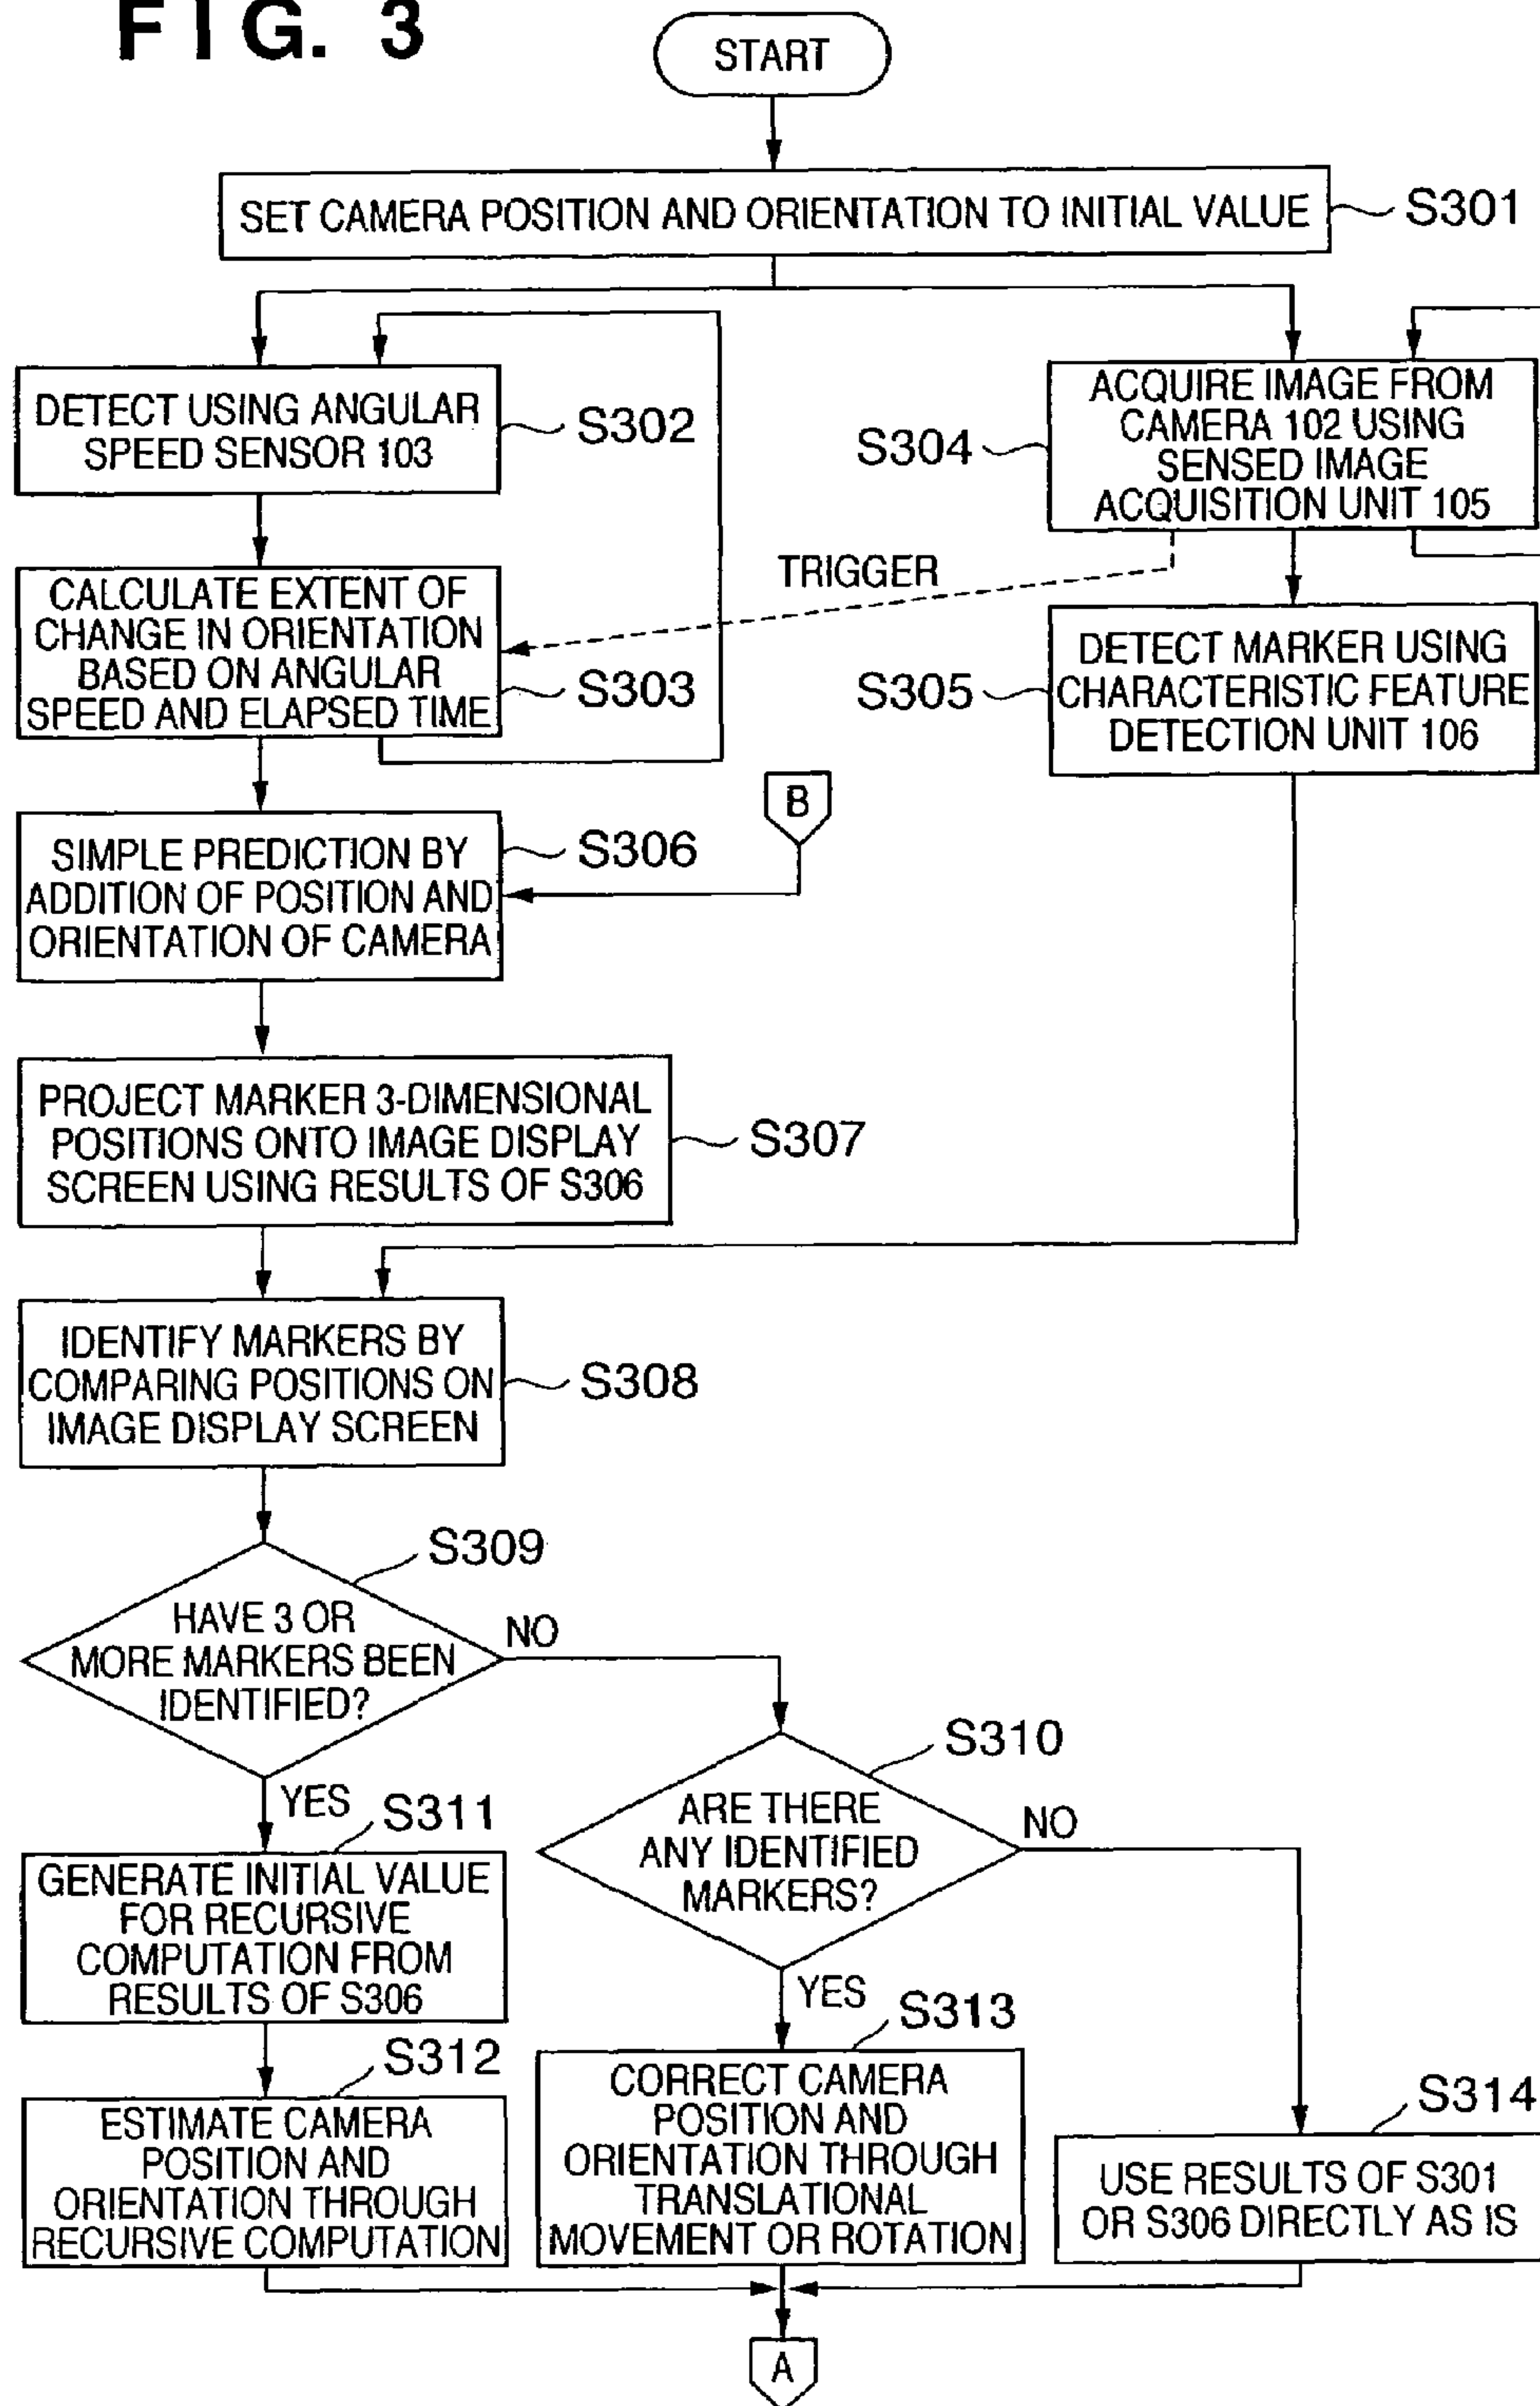 FIG. 3
START
SET CAMERA POSITION AND ORIENTATION TO INITIAL VALUE
S301
DETECT USING ANGULAR
SPEED SENSOR 103
S302
S304
ACQUIRE IMAGE FROM
CAMERA 102 USING
SENSED IMAGE
ACQUISITION UNIT 105
TRIGGER
CALCULATE EXTENT OF
CHANGE IN ORIENTATION
BASED ON ANGULAR
SPEED AND ELAPSED TIME
S303
S305
DETECT MARKER USING
CHARACTERISTIC FEATURE
DETECTION UNIT 106
B
SIMPLE PREDICTION BY
ADDITION OF POSITION AND
ORIENTATION OF CAMERA
S306
PROJECT MARKER 3-DIMENSIONAL
POSITIONS ONTO IMAGE DISPLAY
SCREEN USING RESULTS OF S306
S307
IDENTIFY MARKERS BY
COMPARING POSITIONS ON
IMAGE DISPLAY SCREEN
S308
S309
HAVE 3 OR
MORE MARKERS BEEN
IDENTIFIED?
NO
YES
S310
ARE THERE
ANY IDENTIFIED
MARKERS?
NO
YES
S311
GENERATE INITIAL VALUE
FOR RECURSIVE
COMPUTATION FROM
RESULTS OF S306
S312
ESTIMATE CAMERA
POSITION AND
ORIENTATION THROUGH
RECURSIVE COMPUTATION
S313
CORRECT CAMERA
POSITION AND
ORIENTATION THROUGH
TRANSLATIONAL
MOVEMENT OR ROTATION
S314
USE RESULTS OF S301
OR S306 DIRECTLY AS IS
A